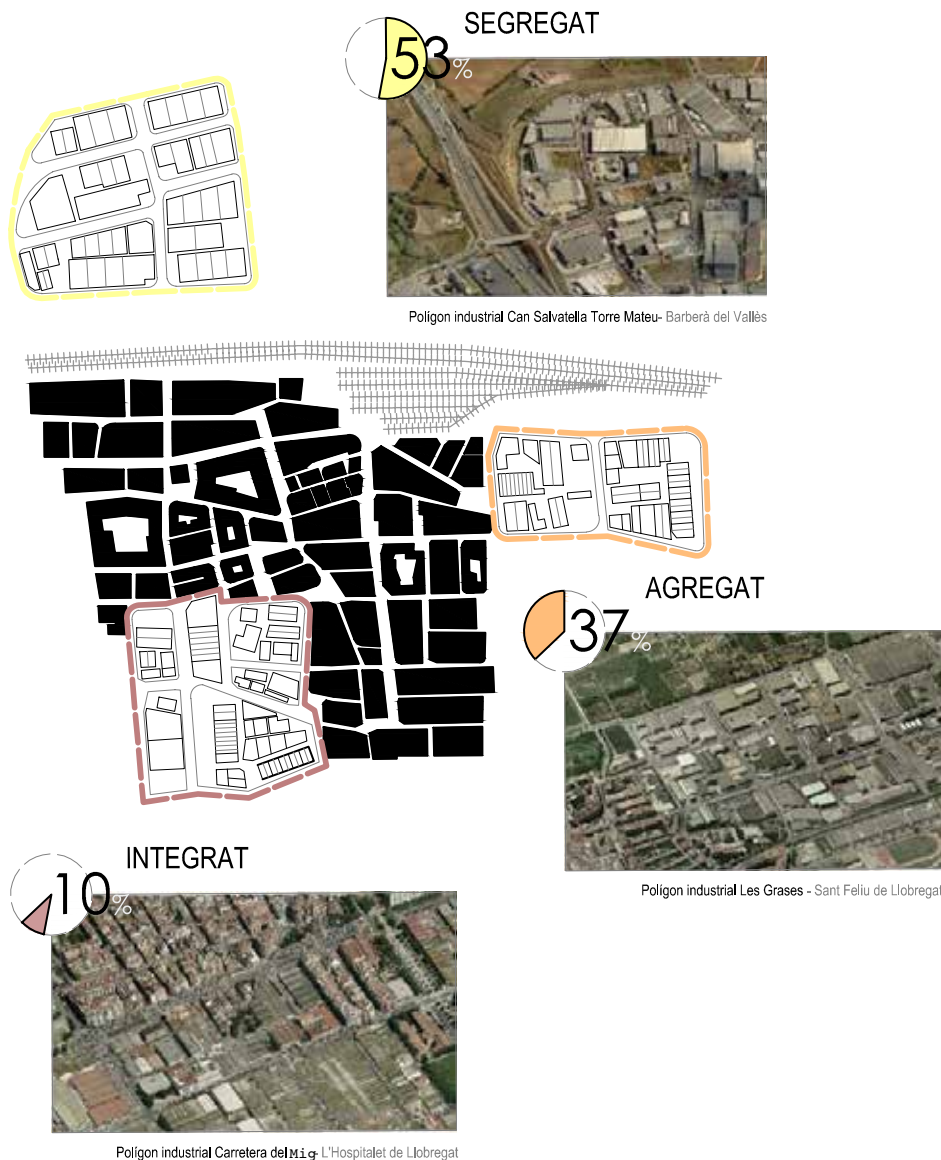 SEGREGAT
53%
Polígon industrial Can Salvatella Torre Mateu- Barberà del Vallès
AGREGAT
37%
Polígon industrial Les Grases - Sant Feliu de Llobregat
INTEGRAT
10%
Polígon industrial Carretera del Mig- L'Hospitalet de Llobregat